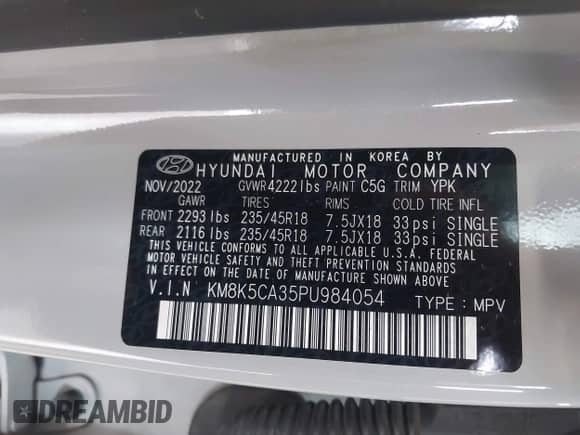 MANUFACTURED IN KOREA BY
HYUNDAI MOTOR COMPANY
NOV/2022 GVWR 4222 lbs PAINT C5G TRIM YPK
GAWR TIRES RIMS COLD TIRE INFL
FRONT 2293 lbs 235/45R18 7.5JX18 33psi SINGLE
REAR 2116 lbs 235/45R18 7.5JX18 33psi SINGLE
THIS VEHICLE CONFORMS TO ALL APPLICABLE U.S.A. FEDERAL
MOTOR VEHICLE SAFETY AND THEFT PREVENTION STANDARDS
IN EFFECT ON THE DATE OF MANUFACTURE SHOWN ABOVE
V.I.N KM8K5CA35PU984054 TYPE : MPV
DREAMBID